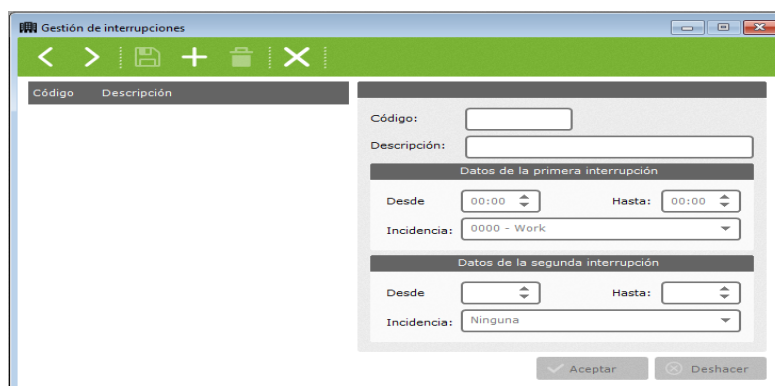 Gestión de interrupciones
Código Descripción
Código:
Descripción:
Datos de la primera interrupción
Desde 00:00 Hasta: 00:00
Incidencia: 0000 - Work
Datos de la segunda interrupción
Desde Hasta:
Incidencia: Ninguna
Aceptar Deshacer